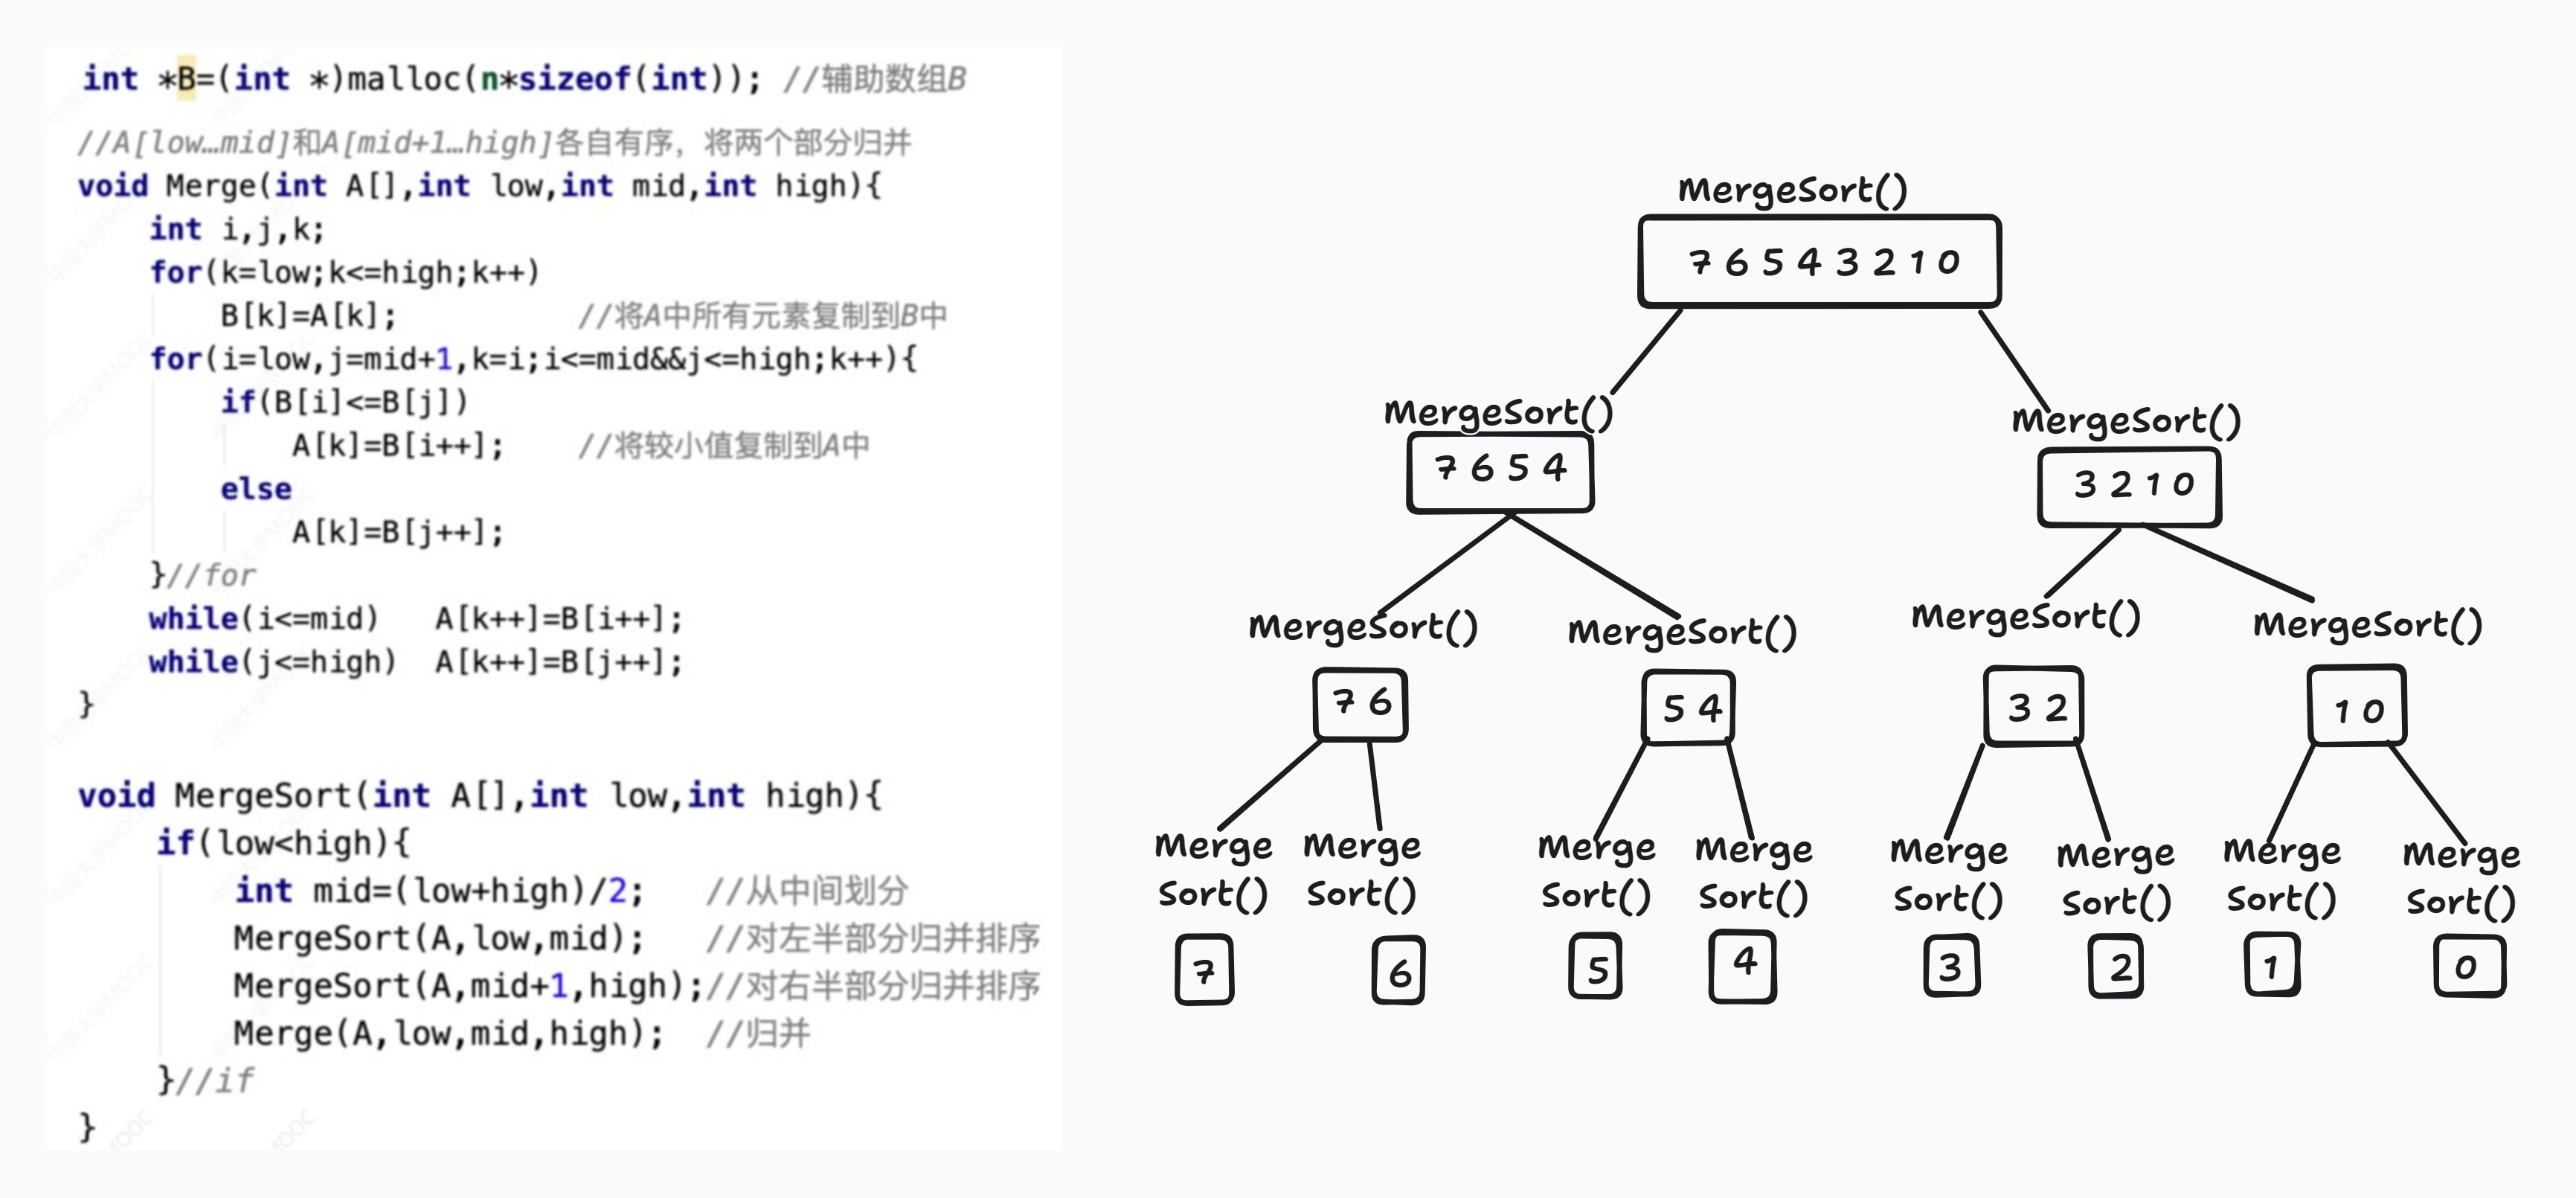 int *B=(int *)malloc(n*sizeof(int)); //辅助数组B
//A[low…mid]和A[mid+1…high]各自有序，将两个部分归并
void Merge(int A[],int low,int mid,int high){
int i,j,k;
for(k=low;k<=high;k++)
B[k]=A[k]; //将A中所有元素复制到B中
for(i=low,j=mid+1,k=i;i<=mid&&j<=high;k++){
if(B[i]<=B[j])
A[k]=B[i++]; //将较小值复制到A中
else
A[k]=B[j++];
}//for
while(i<=mid) A[k++]=B[i++];
while(j<=high) A[k++]=B[j++];
}
void MergeSort(int A[],int low,int high){
if(low<high){
int mid=(low+high)/2; //从中间划分
MergeSort(A,low,mid); //对左半部分归并排序
MergeSort(A,mid+1,high);//对右半部分归并排序
Merge(A,low,mid,high); //归并
}//if
}
MergeSort()
7 6 5 4 3 2 1 0
MergeSort()
7 6 5 4
MergeSort()
3 2 1 0
MergeSort()
7 6
MergeSort()
5 4
MergeSort()
3 2
MergeSort()
1 0
Merge
Sort()
7
Merge
Sort()
6
Merge
Sort()
5
Merge
Sort()
4
Merge
Sort()
3
Merge
Sort()
2
Merge
Sort()
1
Merge
Sort()
0